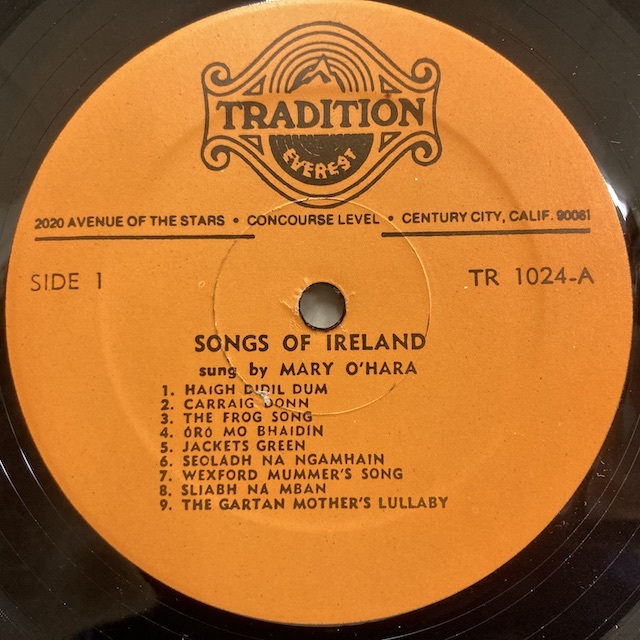 TRADITION
EVEREST
2020 AVENUE OF THE STARS • CONCOURSE LEVEL • CENTURY CITY, CALIF. 90061
SIDE 1
TR 1024-A
SONGS OF IRELAND
sung by MARY O'HARA
1. HAIGH DIDIL DUM
2. CARRAIG DONN
3. THE FROG SONG
4. óró MO BHAIDIN
5. JACKETS GREEN
6. SEOLADH NA NGAMHAIN
7. WEXFORD MUMMER'S SONG
8. SLIABH NA MBAN
9. THE GARTAN MOTHER'S LULLABY